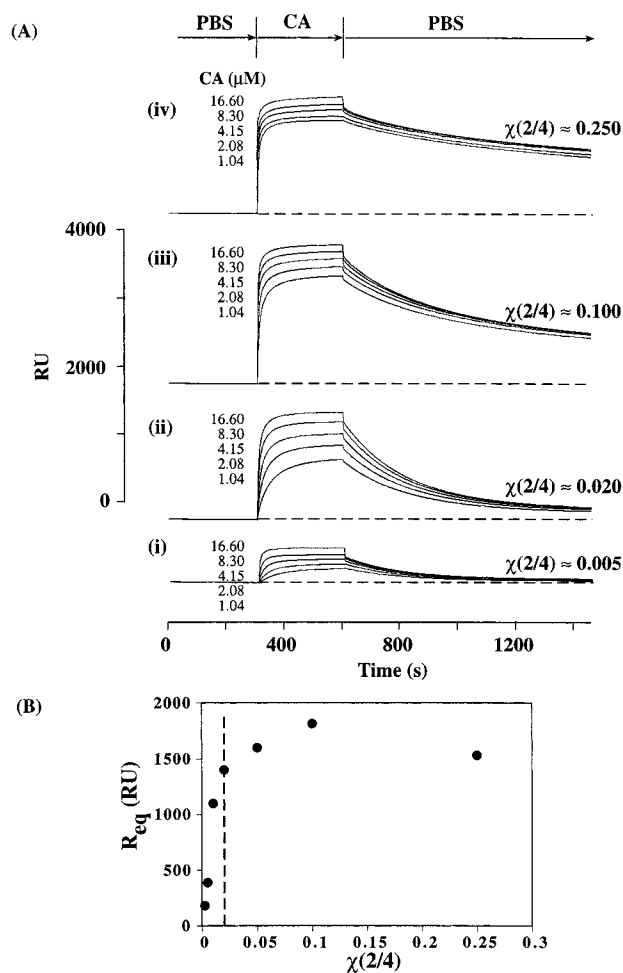 (A)
PBS CA PBS
CA (μM)
(iv)
16.60
8.30
4.15
2.08
1.04
χ(2/4) ≈ 0.250
4000
(iii)
16.60
8.30
4.15
2.08
1.04
χ(2/4) ≈ 0.100
RU
2000
(ii)
16.60
8.30
4.15
2.08
1.04
χ(2/4) ≈ 0.020
0
(i)
16.60
8.30
4.15
2.08
1.04
χ(2/4) ≈ 0.005
0 400 800 1200
Time (s)
(B)
2000
1500
1000
500
0
Req (RU)
0 0.05 0.1 0.15 0.2 0.25 0.3
χ(2/4)